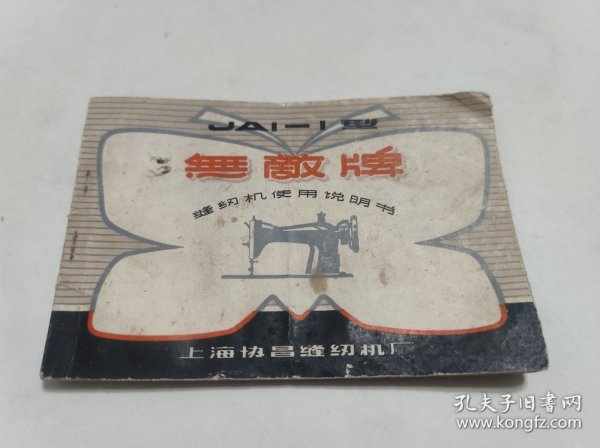 JA1-1型
無敵牌
缝纫机使用说明书
上海协昌缝纫机厂
孔夫子旧书网
www.kongfz.com